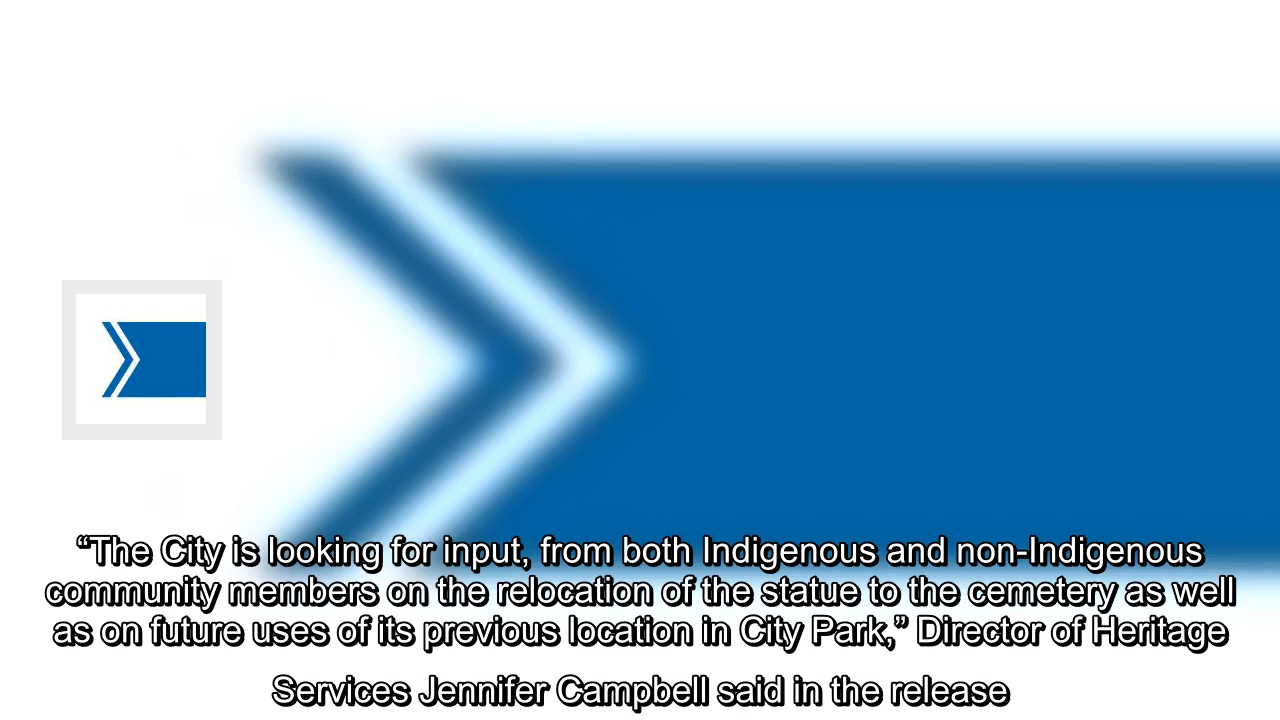 “The City is looking for input, from both Indigenous and non-Indigenous
community members on the relocation of the statue to the cemetery as well
as on future uses of its previous location in City Park,” Director of Heritage
Services Jennifer Campbell said in the release